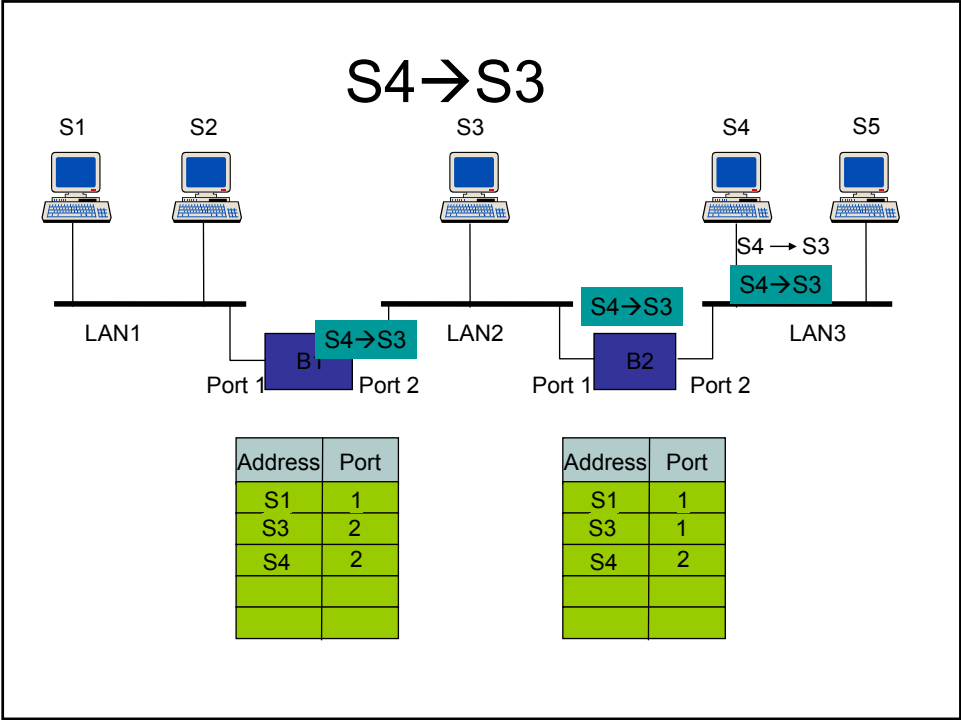 S4→S3
S1 S2 S3 S4 S5
S4 → S3
S4→S3
S4→S3
LAN1 LAN2 LAN3
S4→S3
B1 B2
Port 1 Port 2 Port 1 Port 2
Address Port
S1 1
S3 2
S4 2
Address Port
S1 1
S3 1
S4 2